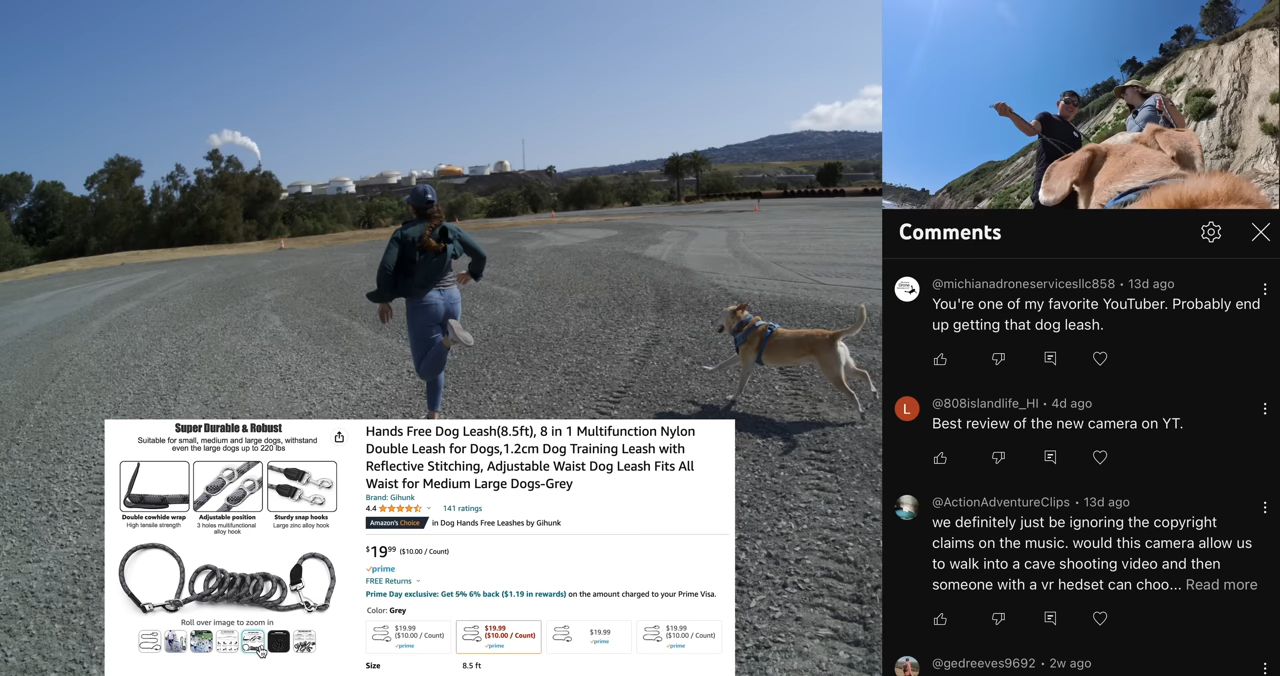 Super Durable & Robust
Suitable for small, medium and large dogs, withstand
even the large dogs up to 220 lbs
Double cowhide wrap
High tensile strength
Adjustable position
3 holes multifunctional
alloy hook
Sturdy snap hooks
Large zinc alloy hook
Roll over image to zoom in
Hands Free Dog Leash(8.5ft), 8 in 1 Multifunction Nylon
Double Leash for Dogs,1.2cm Dog Training Leash with
Reflective Stitching, Adjustable Waist Dog Leash Fits All
Waist for Medium Large Dogs-Grey
Brand: Gihunk
4.4 141 ratings
Amazon's Choice in Dog Hands Free Leashes by Gihunk
$19.99 ($10.00 / Count)
prime
FREE Returns
Prime Day exclusive: Get 5% 6% back ($1.19 in rewards) on the amount charged to your Prime Visa.
Color: Grey
$19.99
($10.00 / Count)
prime
$19.99
($10.00 / Count)
prime
$19.99
prime
$19.99
($10.00 / Count)
prime
Size 8.5 ft
Comments
@michianadroneservicesllc858 • 13d ago
You're one of my favorite YouTuber. Probably end
up getting that dog leash.
L
@808islandlife_HI • 4d ago
Best review of the new camera on YT.
@ActionAdventureClips • 13d ago
we definitely just be ignoring the copyright
claims on the music. would this camera allow us
to walk into a cave shooting video and then
someone with a vr hedset can choo... Read more
@gedreeves9692 • 2w ago